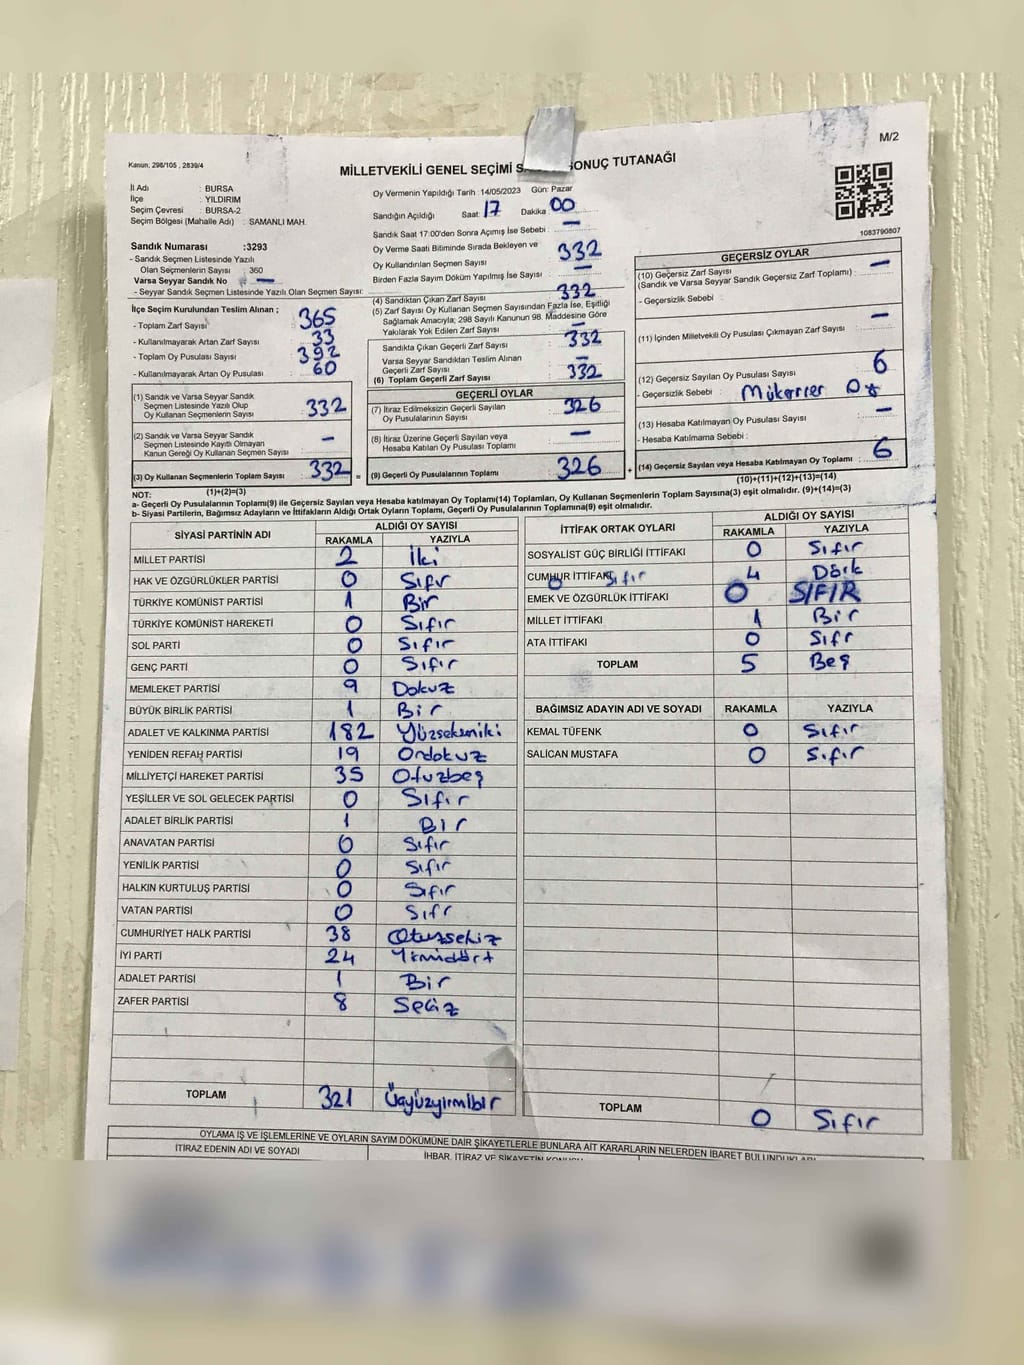 M/2
Kanun, 298/105 , 2839/4
MİLLETVEKİLİ GENEL SEÇİMİ S ONUÇ TUTANAĞI
İl Adı : BURSA
İlçe : YILDIRIM
Seçim Çevresi : BURSA-2
Seçim Bölgesi (Mahalle Adı) : SAMANLI MAH.
Sandık Numarası :3293
- Sandık Seçmen Listesinde Yazılı
Olan Seçmenlerin Sayısı : 360
Varsa Seyyar Sandık No : —
- Seyyar Sandık Seçmen Listesinde Yazılı Olan Seçmen Sayısı:
Oy Vermenin Yapıldığı Tarih :14/05/2023 Gün: Pazar
Sandığın Açıldığı Saat: 17 Dakika 00
Sandık Saat 17:00'den Sonra Açımış İse Sebebi : —
Oy Verme Saati Bitiminde Sırada Bekleyen ve
Oy Kullandırılan Seçmen Sayısı : 332
Birden Fazla Sayım Döküm Yapılmış İse Sayısı : —
(4) Sandıktan Çıkan Zarf Sayısı : 332
(5) Zarf Sayısı Oy Kullanan Seçmen Sayısından Fazla İse, Eşitliği
Sağlamak Amacıyla; 298 Sayılı Kanunun 98. Maddesine Göre
Yakılarak Yok Edilen Zarf Sayısı : —
1083790807
İlçe Seçim Kurulundan Teslim Alınan ;
- Toplam Zarf Sayısı : 365
- Kullanılmayarak Artan Zarf Sayısı : 33
- Toplam Oy Pusulası Sayısı : 392
- Kullanılmayarak Artan Oy Pusulası : 60
Sandıkta Çıkan Geçerli Zarf Sayısı : 332
Varsa Seyyar Sandıktan Teslim Alınan
Geçerli Zarf Sayısı : —
(6) Toplam Geçerli Zarf Sayısı : 332
(1) Sandık ve Varsa Seyyar Sandık
Seçmen Listesinde Yazılı Olup
Oy Kullanan Seçmenlerin Sayısı : 332
(2) Sandık ve Varsa Seyyar Sandık
Seçmen Listesinde Kayıtlı Olmayan
Kanun Gereği Oy Kullanan Seçmen Sayısı : —
(3) Oy Kullanan Seçmenlerin Toplam Sayısı : 332
(1)+(2)=(3)
GEÇERLİ OYLAR
(7) İtiraz Edilmeksizin Geçerli Sayılan
Oy Pusulalarının Sayısı : 326
(8) İtiraz Üzerine Geçerli Sayılan veya
Hesaba Katılan Oy Pusulası Sayısı : —
= (9) Geçerli Oy Pusulalarının Toplamı : 326 +
GEÇERSİZ OYLAR
(10) Geçersiz Zarf Sayısı
(Sandık ve Varsa Seyyar Sandık Geçersiz Zarf Toplamı) : —
- Geçersizlik Sebebi :
(11) İçinden Milletvekili Oy Pusulası Çıkmayan Zarf Sayısı : —
(12) Geçersiz Sayılan Oy Pusulası Sayısı : 6
- Geçersizlik Sebebi : Mükerrer Oy
(13) Hesaba Katılmayan Oy Pusulası Sayısı : —
- Hesaba Katılmama Sebebi :
(14) Geçersiz Sayılan veya Hesaba Katılmayan Oy Toplamı : 6
(10)+(11)+(12)+(13)=(14)
NOT:
a- Geçerli Oy Pusulalarının Toplamı(9) ile Geçersiz Sayılan veya Hesaba katılmayan Oy Toplamı(14) Toplamları, Oy Kullanan Seçmenlerin Toplam Sayısına(3) eşit olmalıdır. (9)+(14)=(3)
b- Siyasi Partilerin, Bağımsız Adayların ve İttifakların Aldığı Ortak Oyların Toplamı, Geçerli Oy Pusulalarının Toplamına(9) eşit olmalıdır.
SİYASİ PARTİNİN ADI ALDIĞI OY SAYISI
RAKAMLA YAZIYLA
MİLLET PARTİSİ 2 İki
HAK VE ÖZGÜRLÜKLER PARTİSİ 0 Sıfır
TÜRKİYE KOMÜNİST PARTİSİ 1 Bir
TÜRKİYE KOMÜNİST HAREKETİ 0 Sıfır
SOL PARTİ 0 Sıfır
GENÇ PARTİ 0 Sıfır
MEMLEKET PARTİSİ 9 Dokuz
BÜYÜK BİRLİK PARTİSİ 1 Bir
ADALET VE KALKINMA PARTİSİ 182 Yüzsekseniki
YENİDEN REFAH PARTİSİ 19 Ondokuz
MİLLİYETÇİ HAREKET PARTİSİ 35 Otuzbeş
YEŞİLLER VE SOL GELECEK PARTİSİ 0 Sıfır
ADALET BİRLİK PARTİSİ 1 Bir
ANAVATAN PARTİSİ 0 Sıfır
YENİLİK PARTİSİ 0 Sıfır
HALKIN KURTULUŞ PARTİSİ 0 Sıfır
VATAN PARTİSİ 0 Sıfr
CUMHURİYET HALK PARTİSİ 38 Otuzsekiz
İYİ PARTİ 24 Yirmidört
ADALET PARTİSİ 1 Bir
ZAFER PARTİSİ 8 Sekiz
TOPLAM 321 Üçyüzyirmibir
İTTİFAK ORTAK OYLARI ALDIĞI OY SAYISI
RAKAMLA YAZIYLA
SOSYALİST GÜÇ BİRLİĞİ İTTİFAKI 0 Sıfır
CUMHUR İTTİFAKI 0 Sıfır 4 Dört
EMEK VE ÖZGÜRLÜK İTTİFAKI 0 SIFIR
MİLLET İTTİFAKI 1 Bir
ATA İTTİFAKI 0 Sıfr
TOPLAM 5 Beş
BAĞIMSIZ ADAYIN ADI VE SOYADI RAKAMLA YAZIYLA
KEMAL TÜFENK 0 Sıfır
SALİCAN MUSTAFA 0 Sıfır
TOPLAM 0 Sıfır
OYLAMA İŞ VE İŞLEMLERİNE VE OYLARIN SAYIM DÖKÜMÜNE DAİR ŞİKAYETLERLE BUNLARA AİT KARARLARIN NELERDEN İBARET BULUNDUKLARI
İTİRAZ EDENİN ADI VE SOYADI
İHBAR, İTİRAZ VE ŞİKAYETİN KONUSU